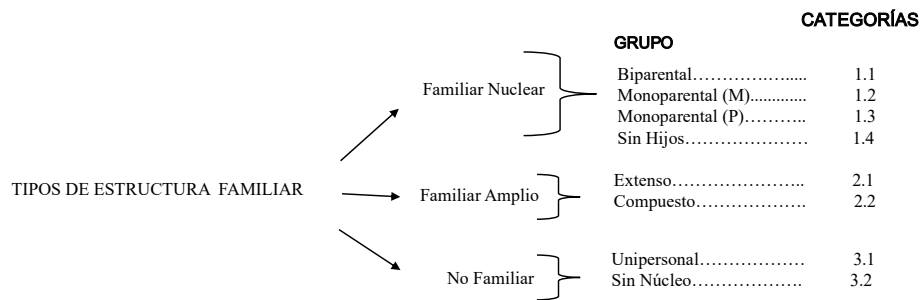 CATEGORÍAS
GRUPO
TIPOS DE ESTRUCTURA FAMILIAR
Familiar Nuclear
Biparental………….…..... 1.1
Monoparental (M)............. 1.2
Monoparental (P)……….. 1.3
Sin Hijos………………… 1.4
Familiar Amplio
Extenso………………….. 2.1
Compuesto………………. 2.2
No Familiar
Unipersonal……………… 3.1
Sin Núcleo………………. 3.2